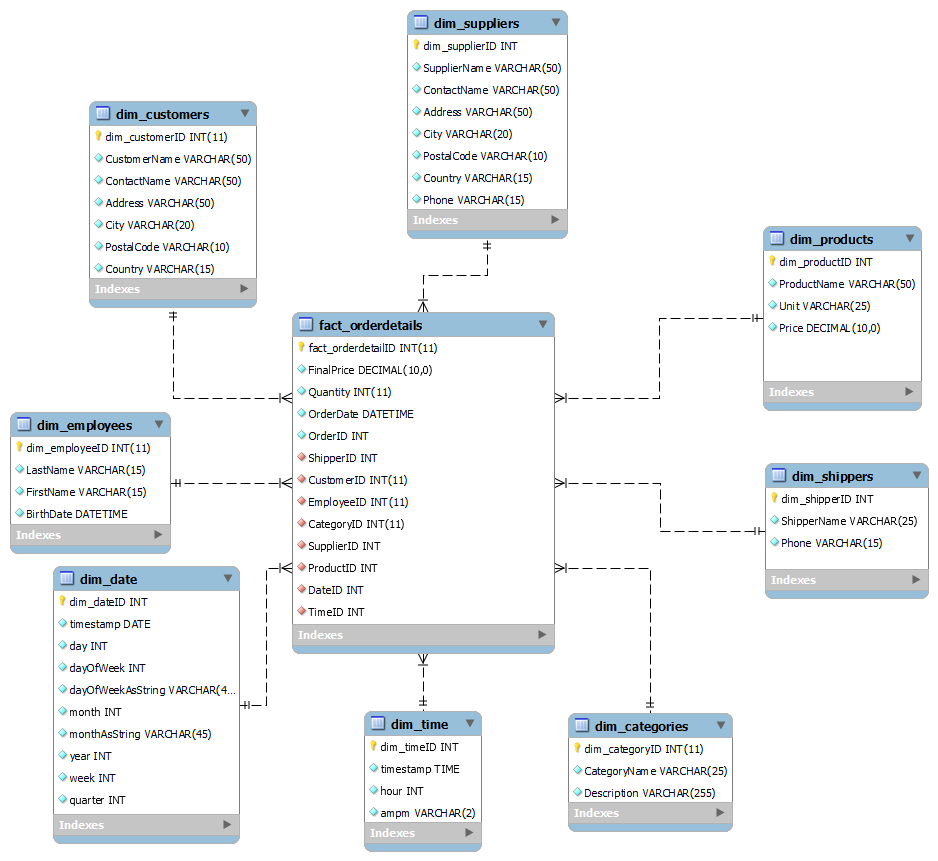 dim_suppliers
dim_supplierID INT
SupplierName VARCHAR(50)
ContactName VARCHAR(50)
Address VARCHAR(50)
City VARCHAR(20)
PostalCode VARCHAR(10)
Country VARCHAR(15)
Phone VARCHAR(15)
Indexes
dim_customers
dim_customerID INT(11)
CustomerName VARCHAR(50)
ContactName VARCHAR(50)
Address VARCHAR(50)
City VARCHAR(20)
PostalCode VARCHAR(10)
Country VARCHAR(15)
Indexes
dim_products
dim_productID INT
ProductName VARCHAR(50)
Unit VARCHAR(25)
Price DECIMAL(10,0)
Indexes
fact_orderdetails
fact_orderdetailID INT(11)
FinalPrice DECIMAL(10,0)
Quantity INT(11)
OrderDate DATETIME
OrderID INT
ShipperID INT
CustomerID INT(11)
EmployeeID INT(11)
CategoryID INT(11)
SupplierID INT
ProductID INT
DateID INT
TimeID INT
Indexes
dim_employees
dim_employeeID INT(11)
LastName VARCHAR(15)
FirstName VARCHAR(15)
BirthDate DATETIME
Indexes
dim_shippers
dim_shipperID INT
ShipperName VARCHAR(25)
Phone VARCHAR(15)
Indexes
dim_date
dim_dateID INT
timestamp DATE
day INT
dayOfWeek INT
dayOfWeekAsString VARCHAR(4...
month INT
monthAsString VARCHAR(45)
year INT
week INT
quarter INT
Indexes
dim_time
dim_timeID INT
timestamp TIME
hour INT
ampm VARCHAR(2)
Indexes
dim_categories
dim_categoryID INT(11)
CategoryName VARCHAR(25)
Description VARCHAR(255)
Indexes